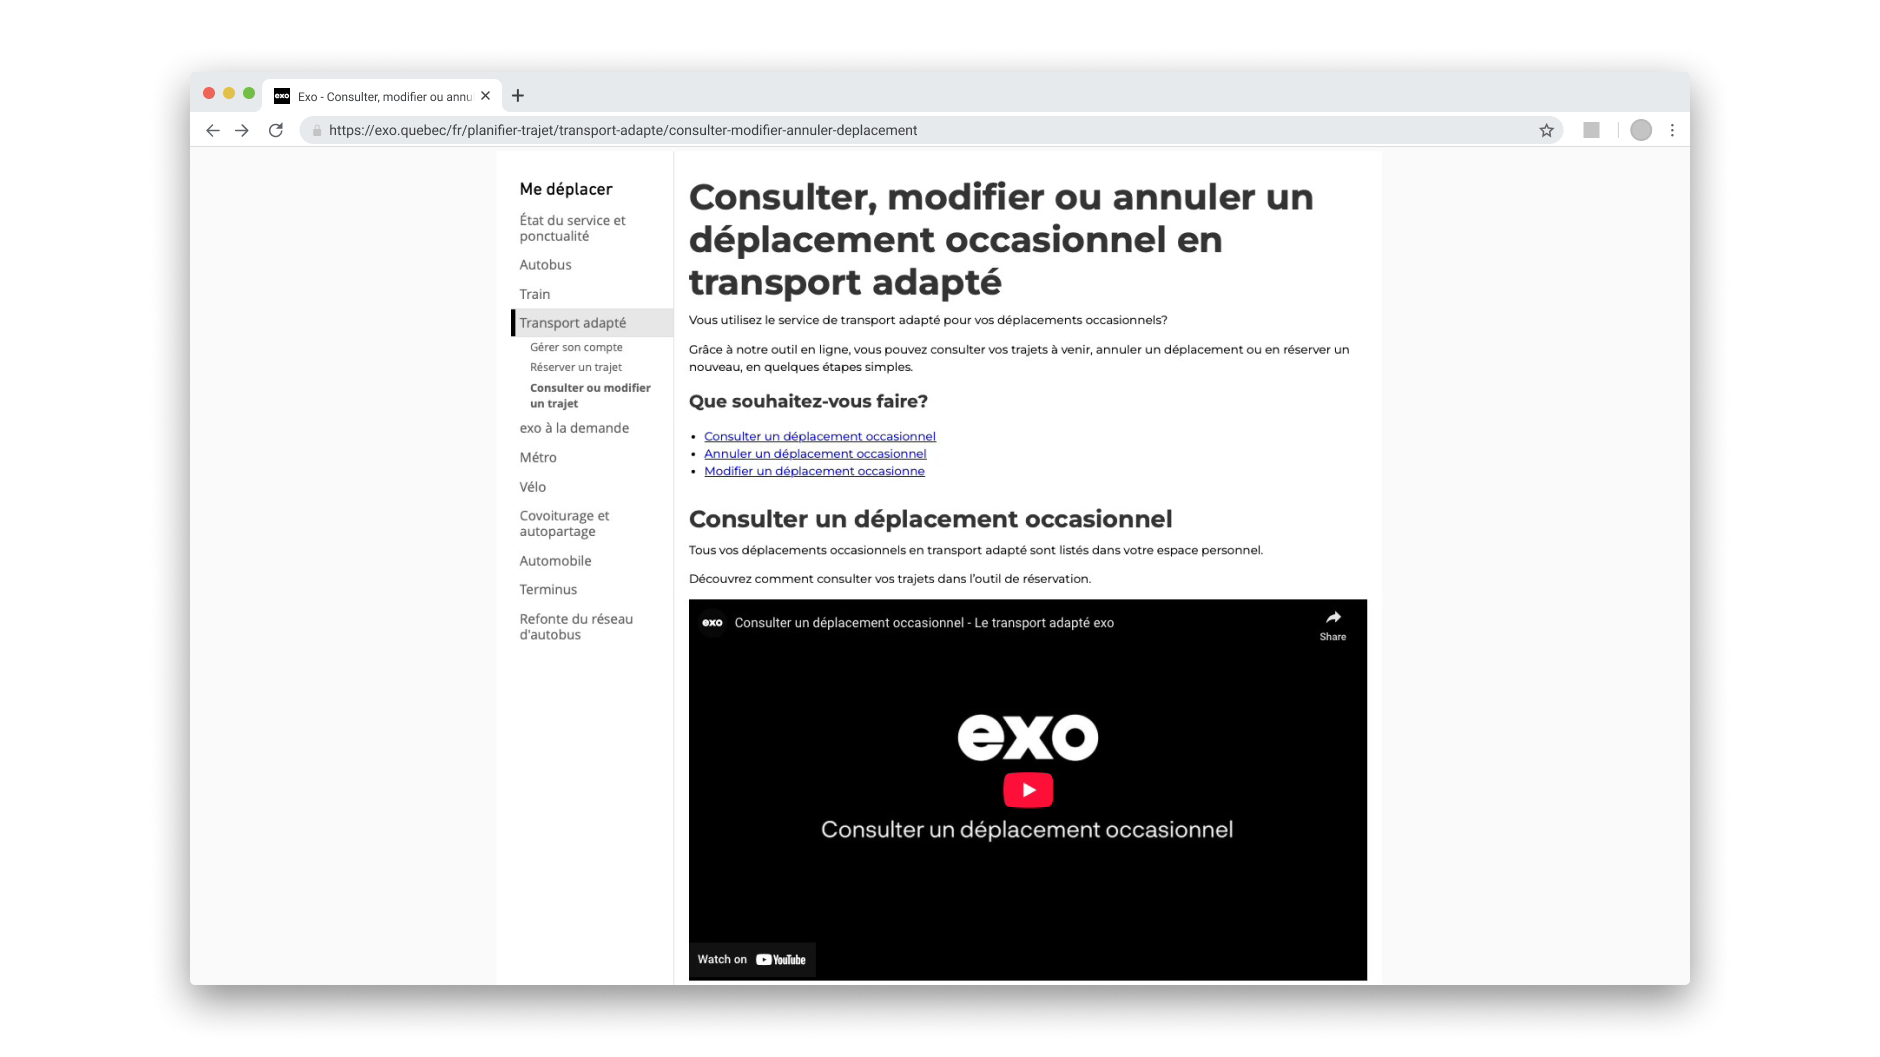 exo Exo - Consulter, modifier ou annu
https://exo.quebec/fr/planifier-trajet/transport-adapte/consulter-modifier-annuler-deplacement
Me déplacer
État du service et
ponctualité
Autobus
Train
Transport adapté
Gérer son compte
Réserver un trajet
Consulter ou modifier
un trajet
exo à la demande
Métro
Vélo
Covoiturage et
autopartage
Automobile
Terminus
Refonte du réseau
d'autobus
Consulter, modifier ou annuler un
déplacement occasionnel en
transport adapté
Vous utilisez le service de transport adapté pour vos déplacements occasionnels?
Grâce à notre outil en ligne, vous pouvez consulter vos trajets à venir, annuler un déplacement ou en réserver un
nouveau, en quelques étapes simples.
Que souhaitez-vous faire?
• Consulter un déplacement occasionnel
• Annuler un déplacement occasionnel
• Modifier un déplacement occasionne
Consulter un déplacement occasionnel
Tous vos déplacements occasionnels en transport adapté sont listés dans votre espace personnel.
Découvrez comment consulter vos trajets dans l'outil de réservation.
exo Consulter un déplacement occasionnel - Le transport adapté exo
Share
exo
Consulter un déplacement occasionnel
Watch on YouTube